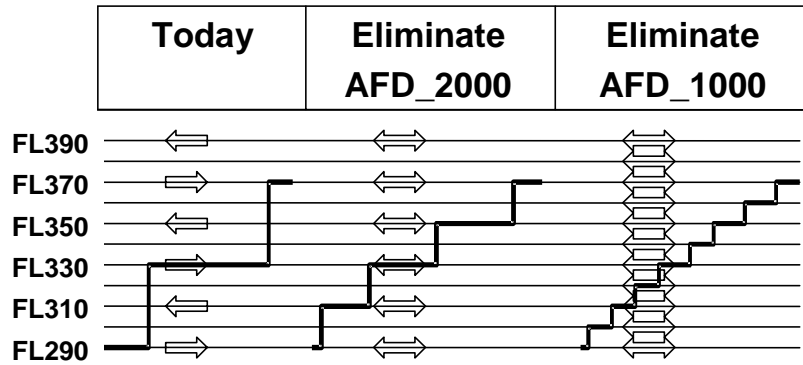 Today Eliminate Eliminate
AFD_2000 AFD_1000
FL390
FL370
FL350
FL330
FL310
FL290